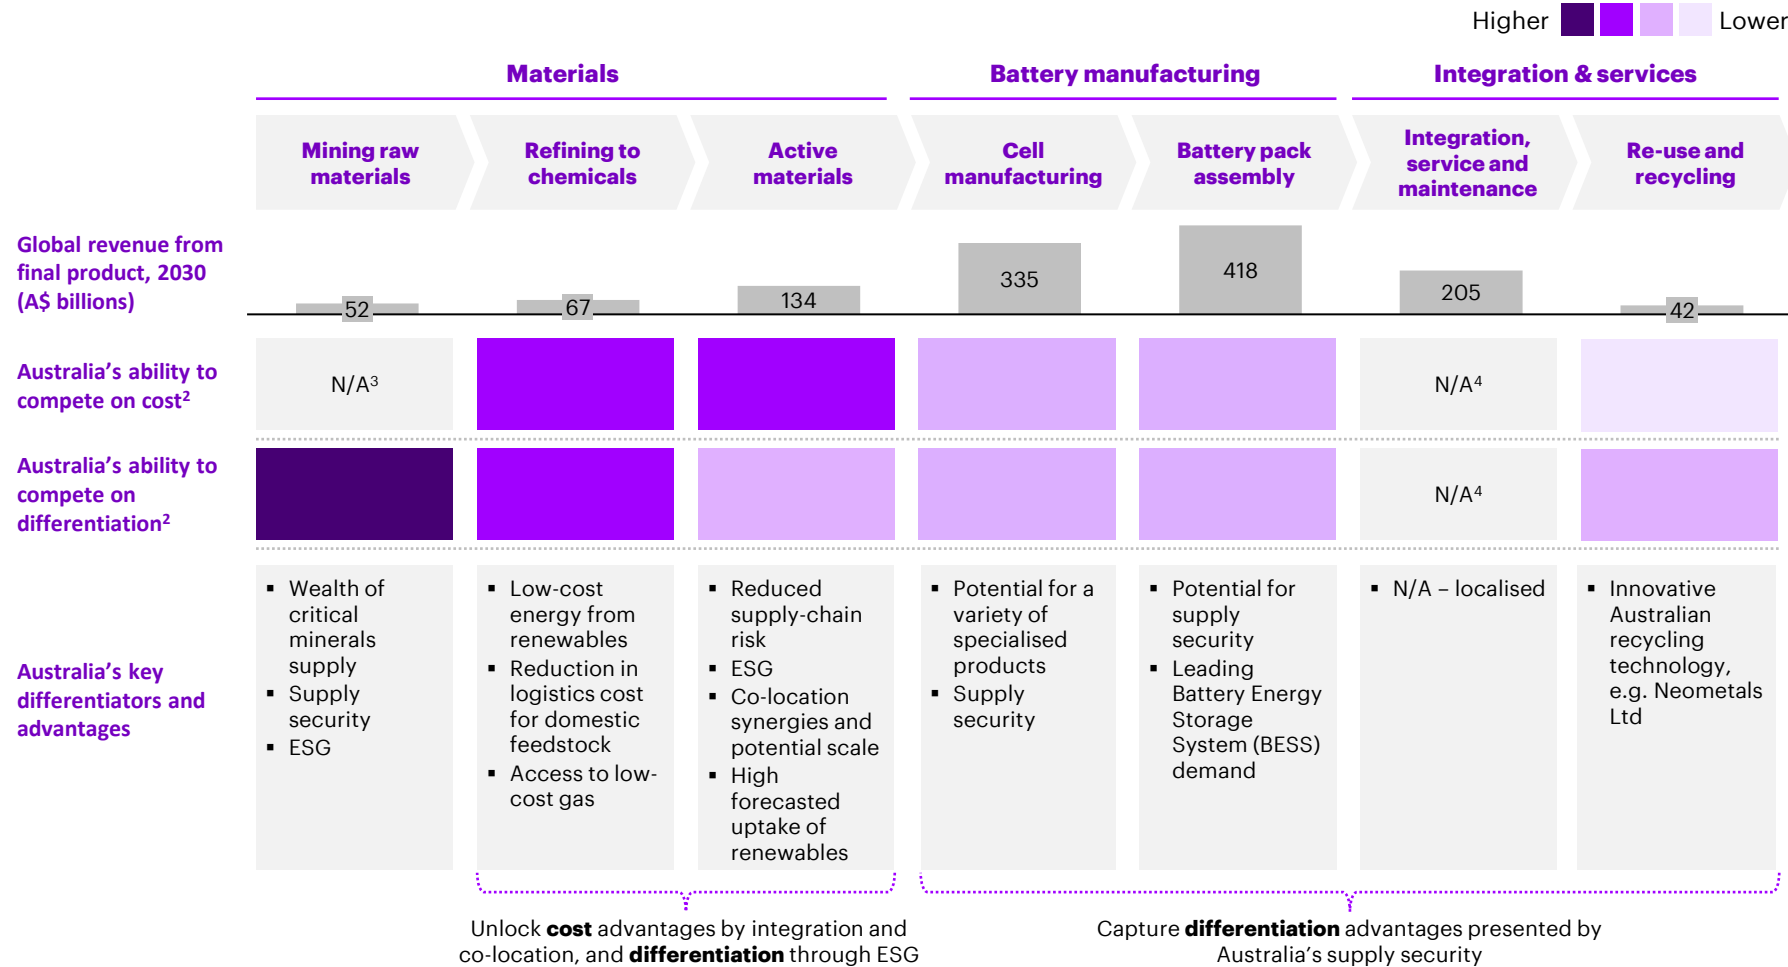 Higher
Lower
Materials
Battery manufacturing
Integration & services
Mining raw
materials
Refining to
chemicals
Active
materials
Cell
manufacturing
Battery pack
assembly
Integration,
service and
maintenance
Re-use and
recycling
Global revenue from
final product, 2030
(A$ billions)
52
67
134
335
418
205
42
Australia’s ability to
compete on cost²
N/A³
N/A⁴
Australia’s ability to
compete on
differentiation²
N/A⁴
Australia’s key
differentiators and
advantages
▪ Wealth of
critical
minerals
supply
▪ Supply
security
▪ ESG
▪ Low-cost
energy from
renewables
▪ Reduction in
logistics cost
for domestic
feedstock
▪ Access to low-
cost gas
▪ Reduced
supply-chain
risk
▪ ESG
▪ Co-location
synergies and
potential scale
▪ High
forecasted
uptake of
renewables
▪ Potential for a
variety of
specialised
products
▪ Supply
security
▪ Potential for
supply
security
▪ Leading
Battery Energy
Storage
System (BESS)
demand
▪ N/A – localised
▪ Innovative
Australian
recycling
technology,
e.g. Neometals
Ltd
Unlock cost advantages by integration and
co-location, and differentiation through ESG
Capture differentiation advantages presented by
Australia’s supply security